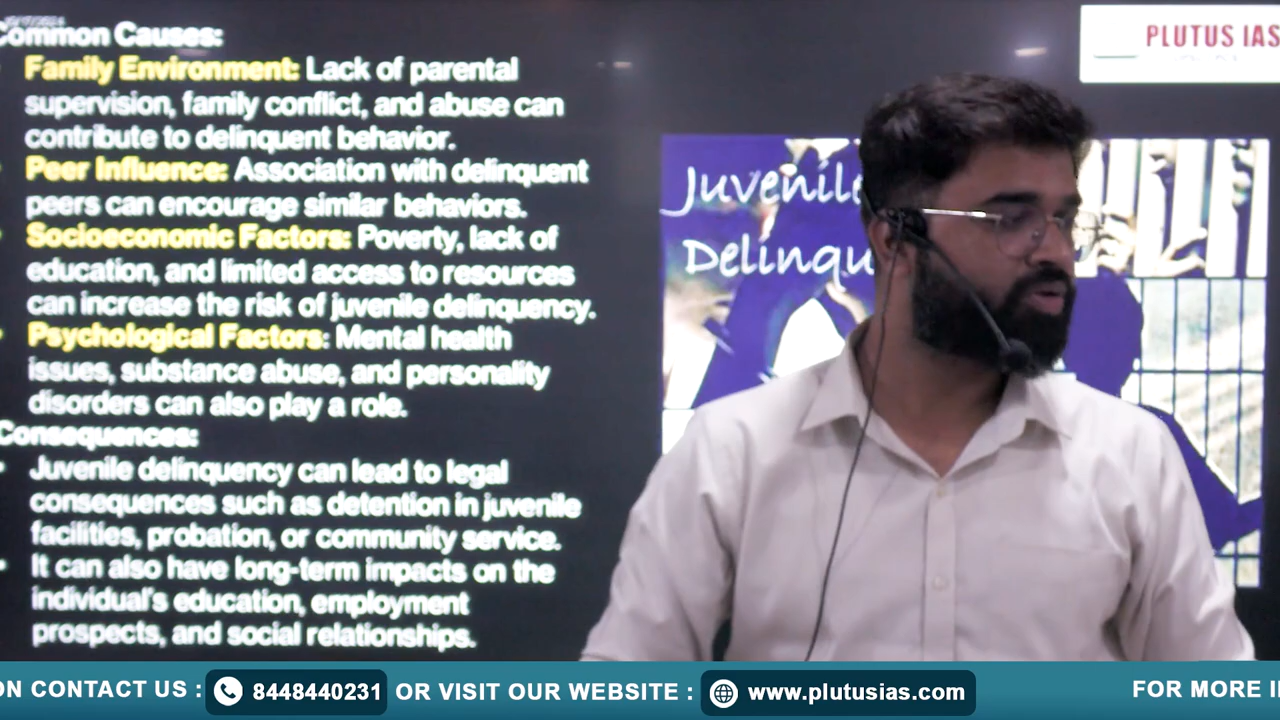 Common Causes:
Family Environment: Lack of parental
supervision, family conflict, and abuse can
contribute to delinquent behavior.
Peer Influence: Association with delinquent
peers can encourage similar behaviors.
Socioeconomic Factors: Poverty, lack of
education, and limited access to resources
can increase the risk of juvenile delinquency.
Psychological Factors: Mental health
issues, substance abuse, and personality
disorders can also play a role.
Consequences:
Juvenile delinquency can lead to legal
consequences such as detention in juvenile
facilities, probation, or community service.
It can also have long-term impacts on the
individual's education, employment
prospects, and social relationships.
PLUTUS IAS
Juvenile
Delinqu
ON CONTACT US : 8448440231 OR VISIT OUR WEBSITE : www.plutusias.com FOR MORE I